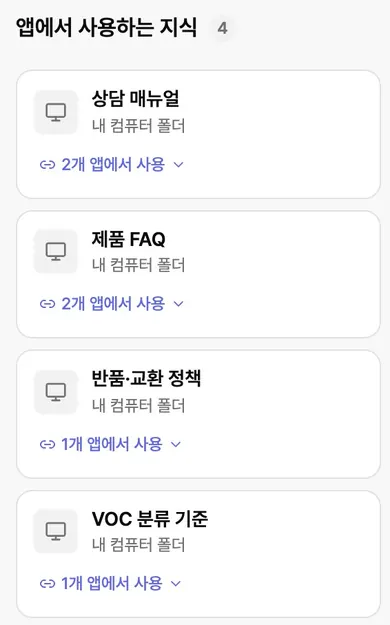 앱에서 사용하는 지식 4
상담 매뉴얼
내 컴퓨터 폴더
2개 앱에서 사용
제품 FAQ
내 컴퓨터 폴더
2개 앱에서 사용
반품·교환 정책
내 컴퓨터 폴더
1개 앱에서 사용
VOC 분류 기준
내 컴퓨터 폴더
1개 앱에서 사용